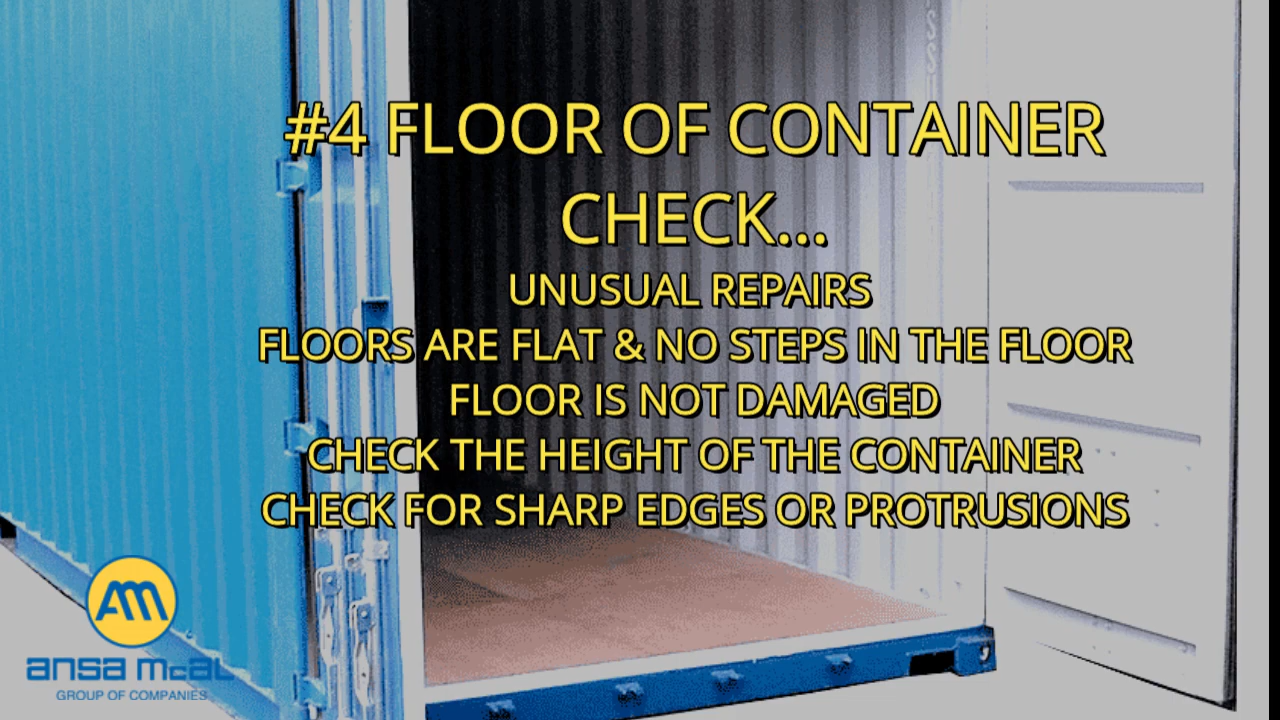 #4 FLOOR OF CONTAINER
CHECK...
UNUSUAL REPAIRS
FLOORS ARE FLAT & NO STEPS IN THE FLOOR
FLOOR IS NOT DAMAGED
CHECK THE HEIGHT OF THE CONTAINER
CHECK FOR SHARP EDGES OR PROTRUSIONS
AM
ansa mcal
GROUP OF COMPANIES